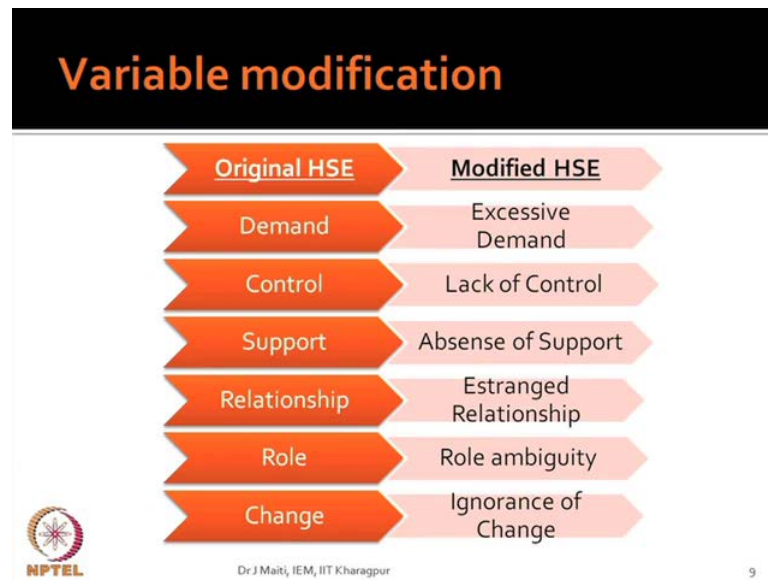 Variable modification
Original HSE
Modified HSE
Demand
Excessive
Demand
Control
Lack of Control
Support
Absense of Support
Relationship
Estranged
Relationship
Role
Role ambiguity
Change
Ignorance of
Change
NPTEL
Dr J Maiti, IEM, IIT Kharagpur
9